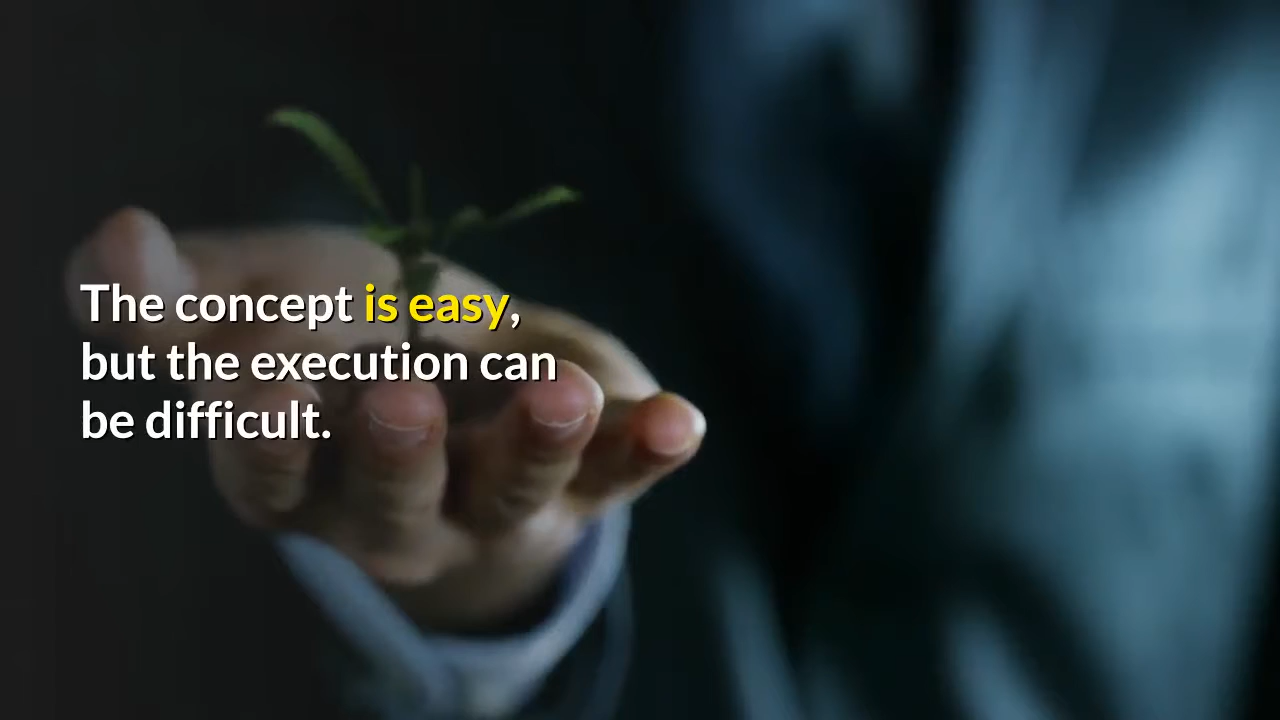 The concept is easy,
but the execution can
be difficult.